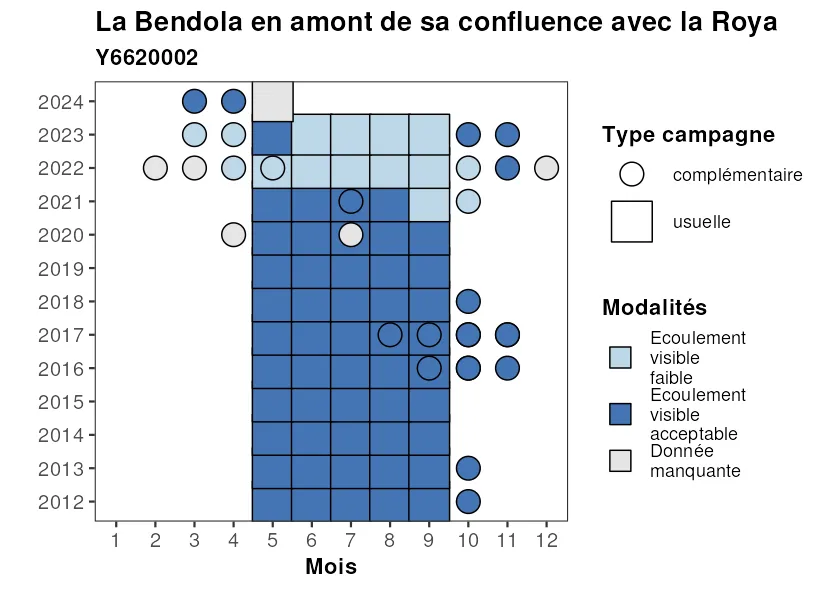 La Bendola en amont de sa confluence avec la Roya
Y6620002
2024
2023
2022
2021
2020
2019
2018
2017
2016
2015
2014
2013
2012
1 2 3 4 5 6 7 8 9 10 11 12
Mois
Type campagne
complémentaire
usuelle
Modalités
Ecoulement
visible
faible
Ecoulement
visible
acceptable
Donnée
manquante